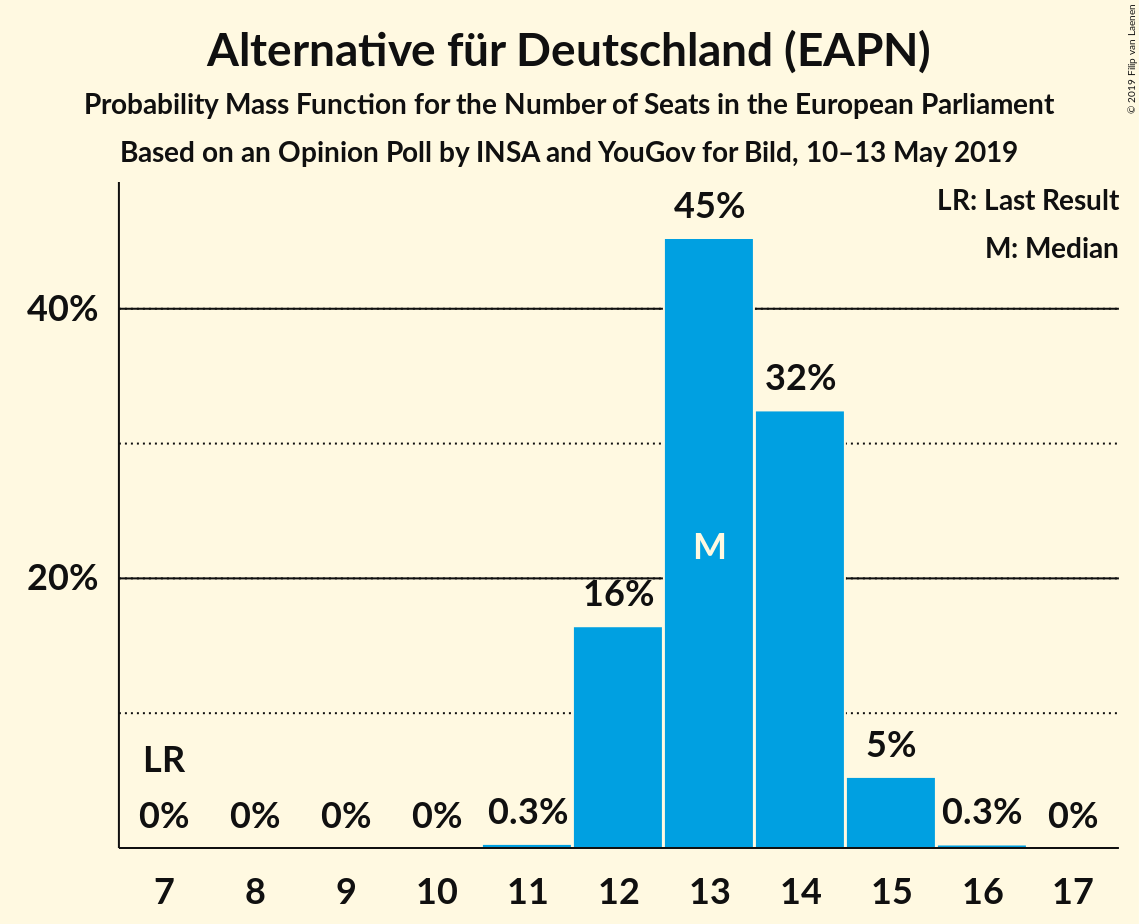 Alternative für Deutschland (EAPN)
Probability Mass Function for the Number of Seats in the European Parliament
Based on an Opinion Poll by INSA and YouGov for Bild, 10–13 May 2019
© 2019 Filip van Laenen
LR: Last Result
M: Median
45%
40%
32%
M
20%
16%
5%
LR
0% 0% 0% 0% 0.3% 0.3% 0%
7 8 9 10 11 12 13 14 15 16 17